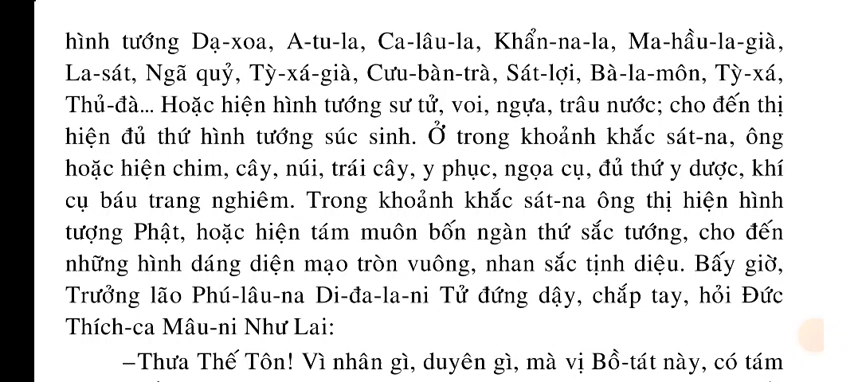 hình tướng Dạ-xoa, A-tu-la, Ca-lâu-la, Khẩn-na-la, Ma-hầu-la-già,
La-sát, Ngã quỷ, Tỳ-xá-già, Cưu-bàn-trà, Sát-lợi, Bà-la-môn, Tỳ-xá,
Thủ-đà... Hoặc hiện hình tướng sư tử, voi, ngựa, trâu nước; cho đến thị
hiện đủ thứ hình tướng súc sinh. Ở trong khoảnh khắc sát-na, ông
hoặc hiện chim, cây, núi, trái cây, y phục, ngọa cụ, đủ thứ y dược, khí
cụ báu trang nghiêm. Trong khoảnh khắc sát-na ông thị hiện hình
tượng Phật, hoặc hiện tám muôn bốn ngàn thứ sắc tướng, cho đến
những hình dáng diện mạo tròn vuông, nhan sắc tịnh diệu. Bấy giờ,
Trưởng lão Phú-lâu-na Di-đa-la-ni Tử đứng dậy, chắp tay, hỏi Đức
Thích-ca Mâu-ni Như Lai:
–Thưa Thế Tôn! Vì nhân gì, duyên gì, mà vị Bồ-tát này, có tám